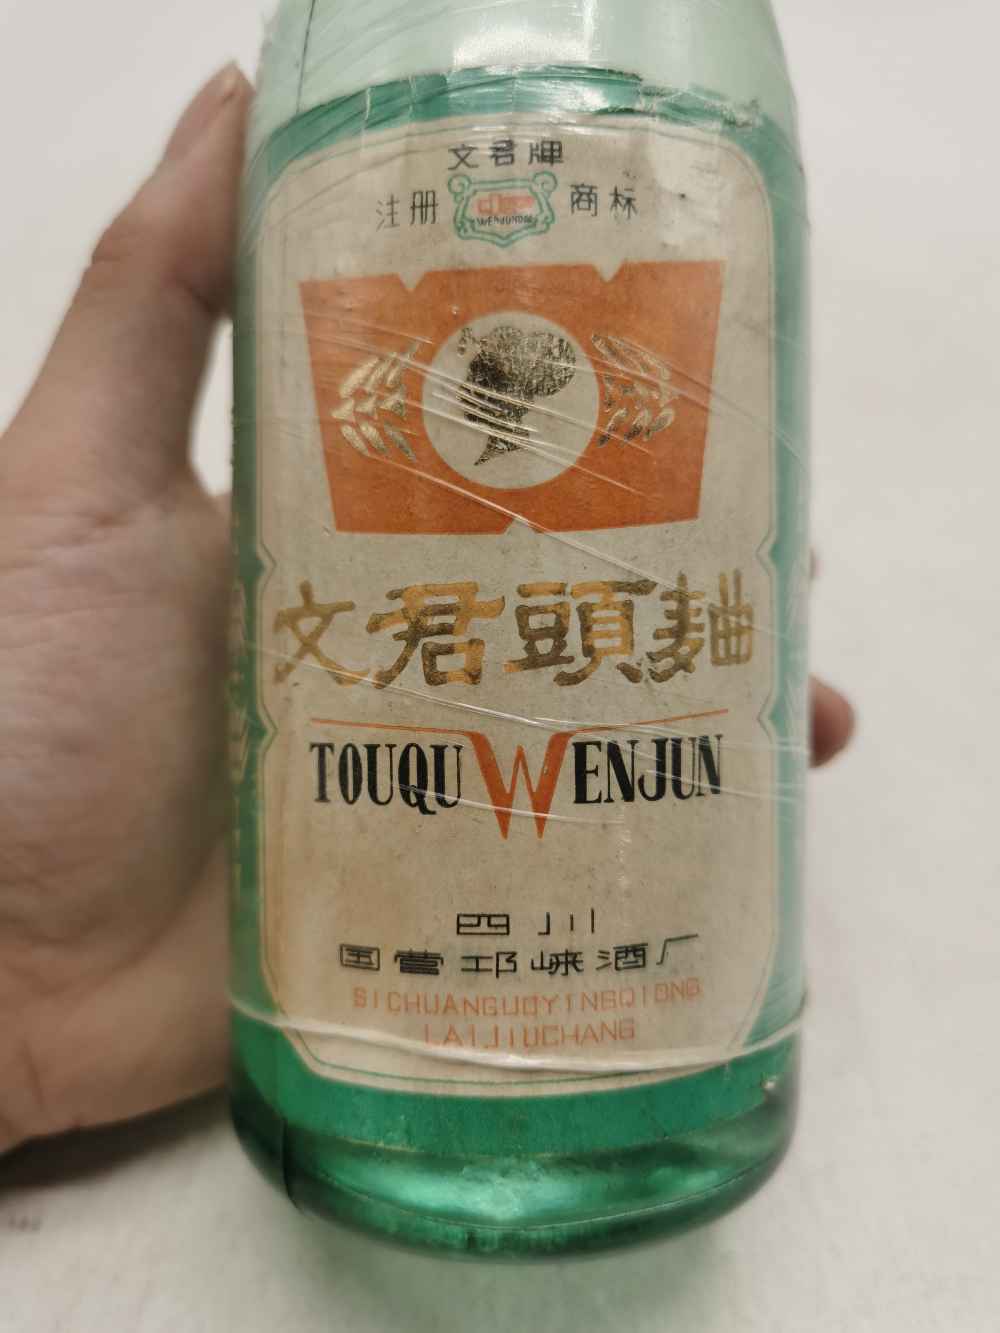 文君牌
注册 商标
WENJUNPAI
文君頭麯
TOUQU WENJUN
四川
国营邛崃酒厂
SICHUANGUOYINGQIONG
LAIJIUCHANG